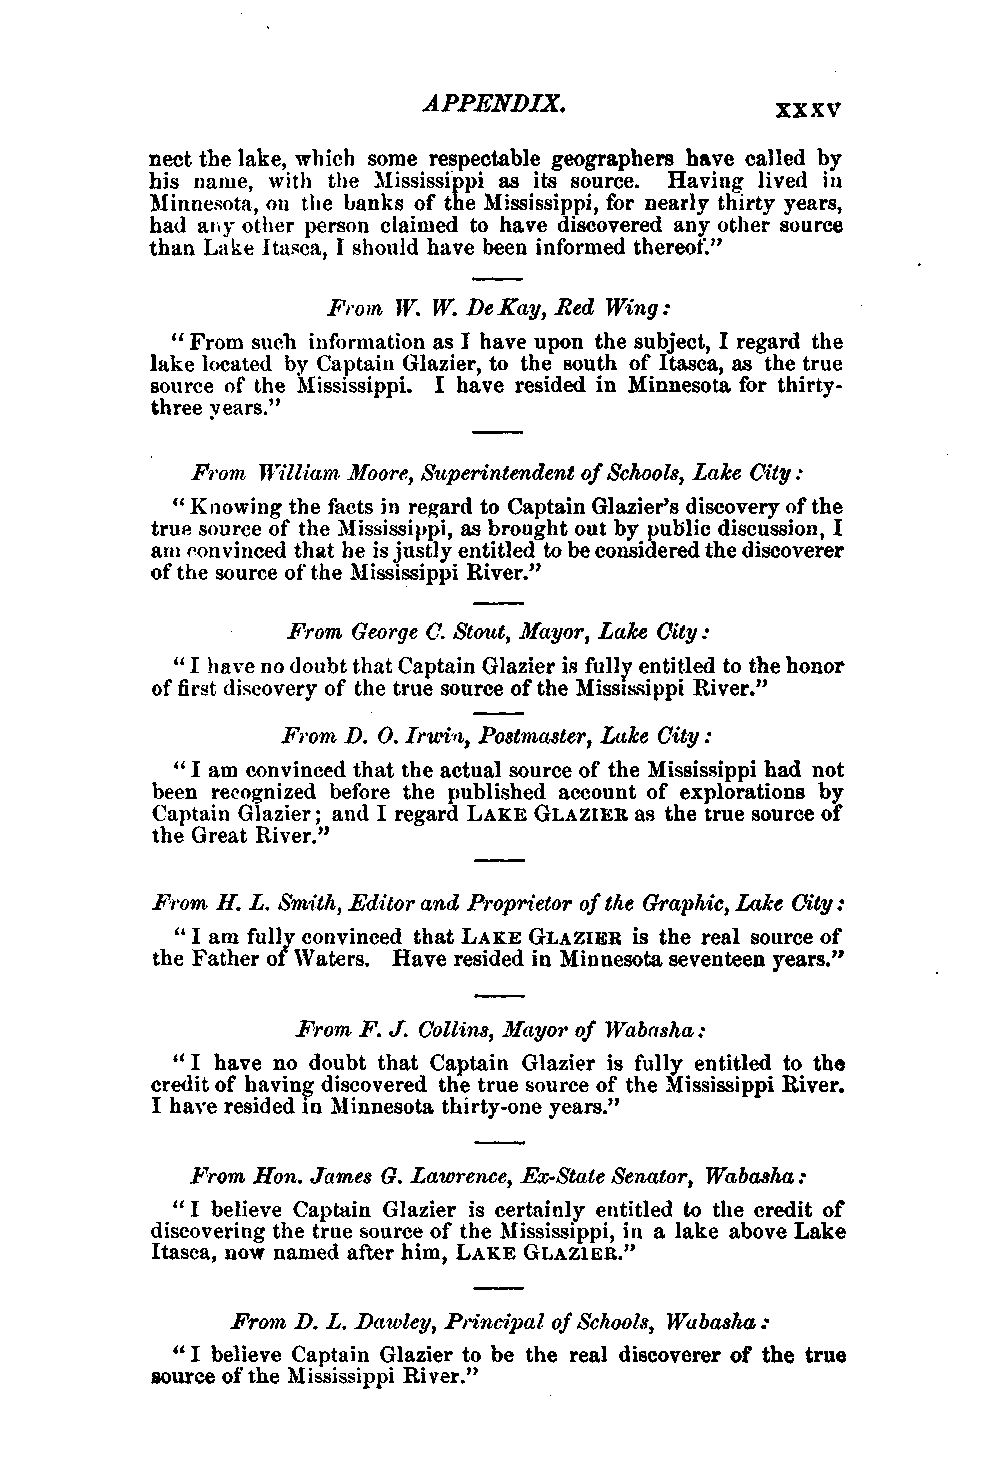 APPENDIX. xxxv
nect the lake, which some respectable geographers have called by
his name, with the Mississippi as its source. Having lived in
Minnesota, on the banks of the Mississippi, for nearly thirty years,
had any other person claimed to have discovered any other source
than Lake Itasca, I should have been informed thereof."
From W. W. De Kay, Red Wing:
"From such information as I have upon the subject, I regard the
lake located by Captain Glazier, to the south of Itasca, as the true
source of the Mississippi. I have resided in Minnesota for thirty-
three years."
From William Moore, Superintendent of Schools, Lake City:
"Knowing the facts in regard to Captain Glazier's discovery of the
true source of the Mississippi, as brought out by public discussion, I
am convinced that he is justly entitled to be considered the discoverer
of the source of the Mississippi River."
From George C. Stout, Mayor, Lake City:
"I have no doubt that Captain Glazier is fully entitled to the honor
of first discovery of the true source of the Mississippi River."
From D. O. Irwin, Postmaster, Lake City:
"I am convinced that the actual source of the Mississippi had not
been recognized before the published account of explorations by
Captain Glazier; and I regard LAKE GLAZIER as the true source of
the Great River."
From H. L. Smith, Editor and Proprietor of the Graphic, Lake City:
"I am fully convinced that LAKE GLAZIER is the real source of
the Father of Waters. Have resided in Minnesota seventeen years."
From F. J. Collins, Mayor of Wabasha:
"I have no doubt that Captain Glazier is fully entitled to the
credit of having discovered the true source of the Mississippi River.
I have resided in Minnesota thirty-one years."
From Hon. James G. Lawrence, Ex-State Senator, Wabasha:
"I believe Captain Glazier is certainly entitled to the credit of
discovering the true source of the Mississippi, in a lake above Lake
Itasca, now named after him, LAKE GLAZIER."
From D. L. Dawley, Principal of Schools, Wabasha:
"I believe Captain Glazier to be the real discoverer of the true
source of the Mississippi River."